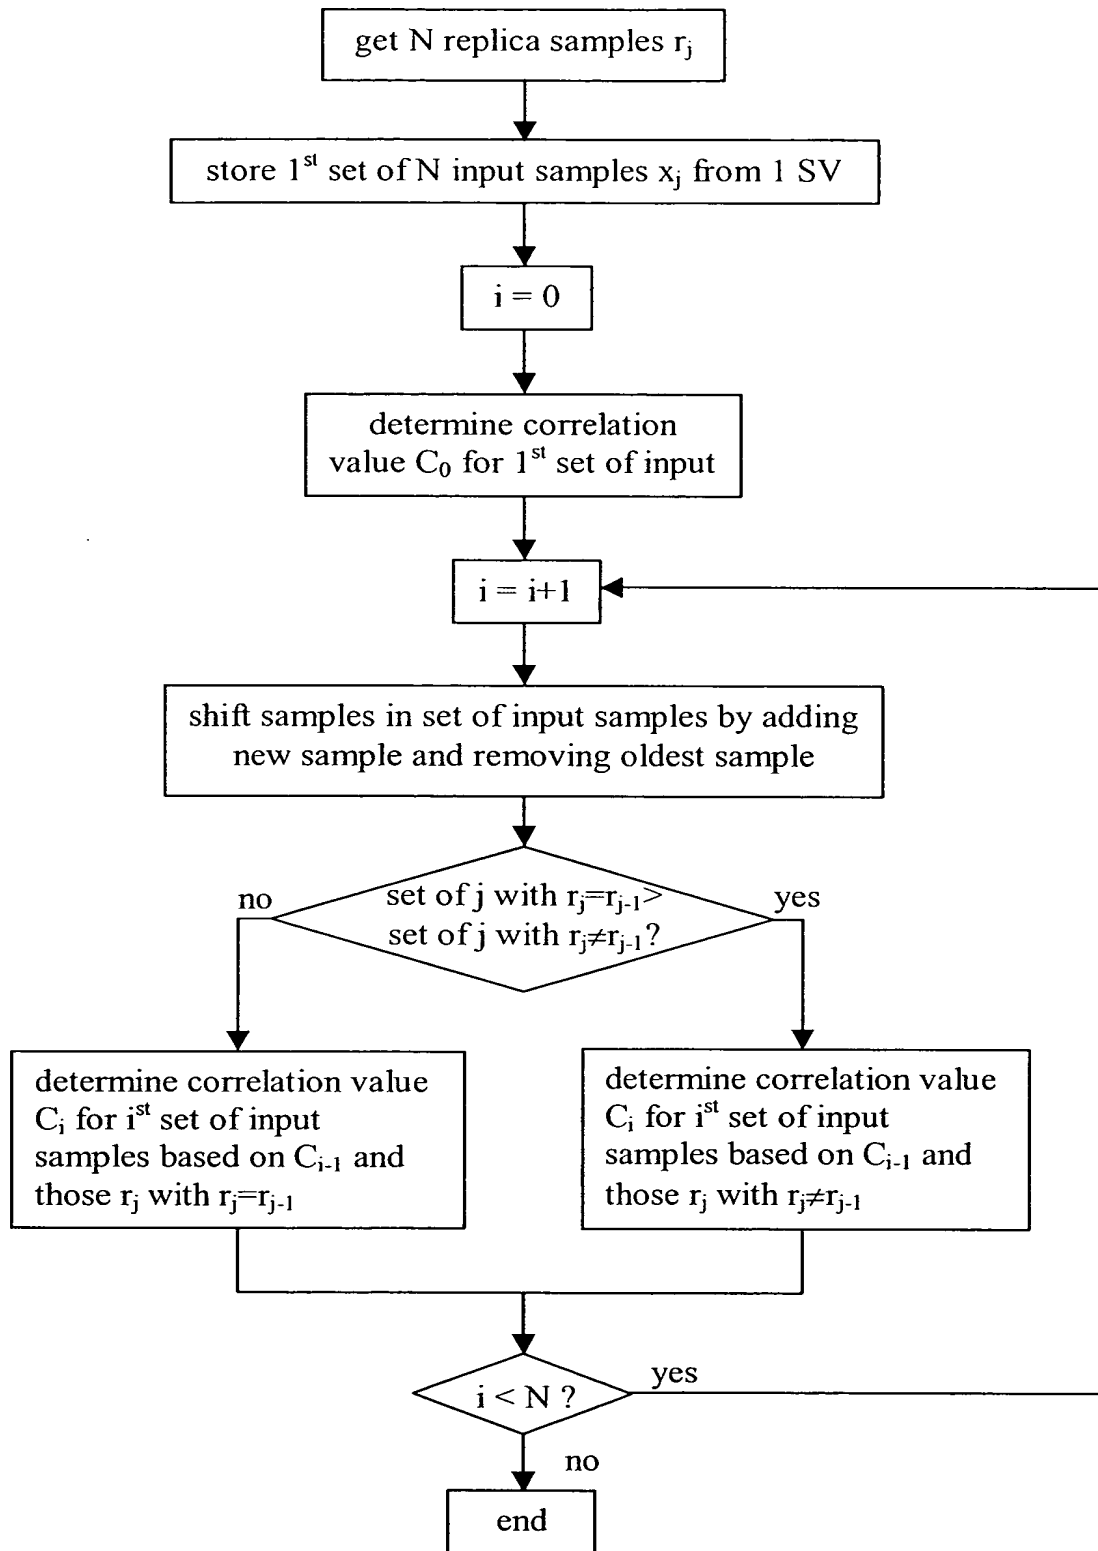 get N replica samples rj
store 1st set of N input samples xj from 1 SV
i = 0
determine correlation
value C0 for 1st set of input
i = i+1
shift samples in set of input samples by adding
new sample and removing oldest sample
no
set of j with rj=rj-1>
set of j with rj≠rj-1?
yes
determine correlation value
Ci for ist set of input
samples based on Ci-1 and
those rj with rj=rj-1
determine correlation value
Ci for ist set of input
samples based on Ci-1 and
those rj with rj≠rj-1
i < N ?
yes
no
end